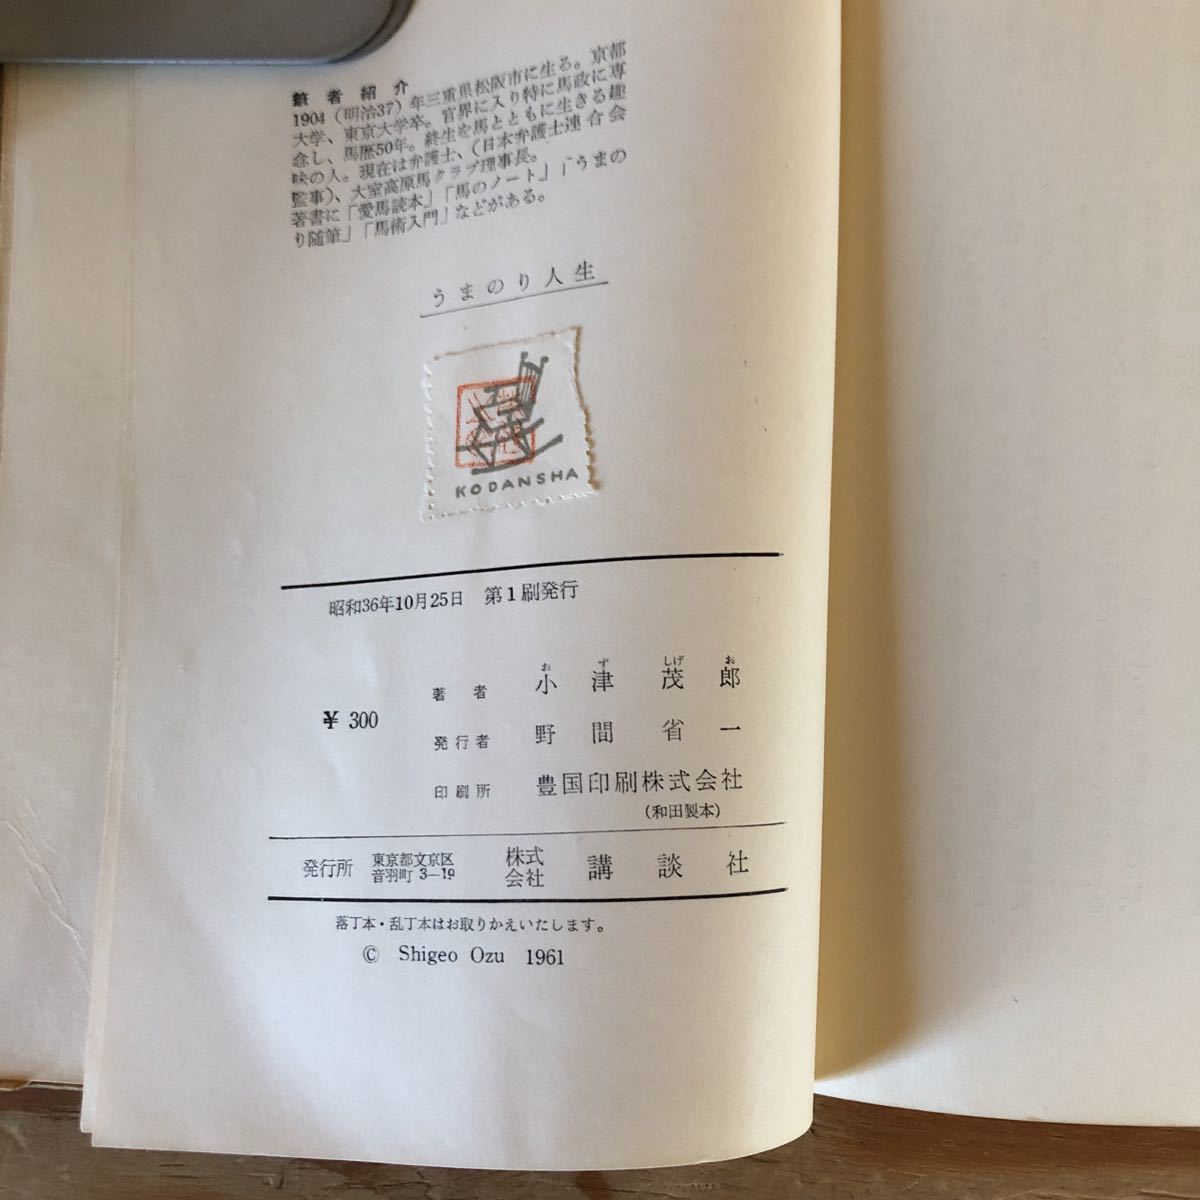 筆者紹介
1904(明治37)年三重県松阪市に生る。京都
大学、東京大学卒。官界に入り特に馬政に専
念し、馬歴50年。終生を馬とともに生きる趣
味の人。現在は弁護士、(日本弁護士連合会
監事)、大室高原馬クラブ理事長。
著書に「愛馬読本」「馬のノート」「うまの
り随筆」「馬術入門」などがある。
うまのり人生
KODANSHA
昭和36年10月25日 第1刷発行
お ず しげ お
著者 小津茂郎
¥ 300
発行者 野間省一
印刷所 豊国印刷株式会社
(和田製本)
発行所 東京都文京区音羽町 3—19 株式会社 講談社
落丁本・乱丁本はお取りかえいたします。
© Shigeo Ozu 1961